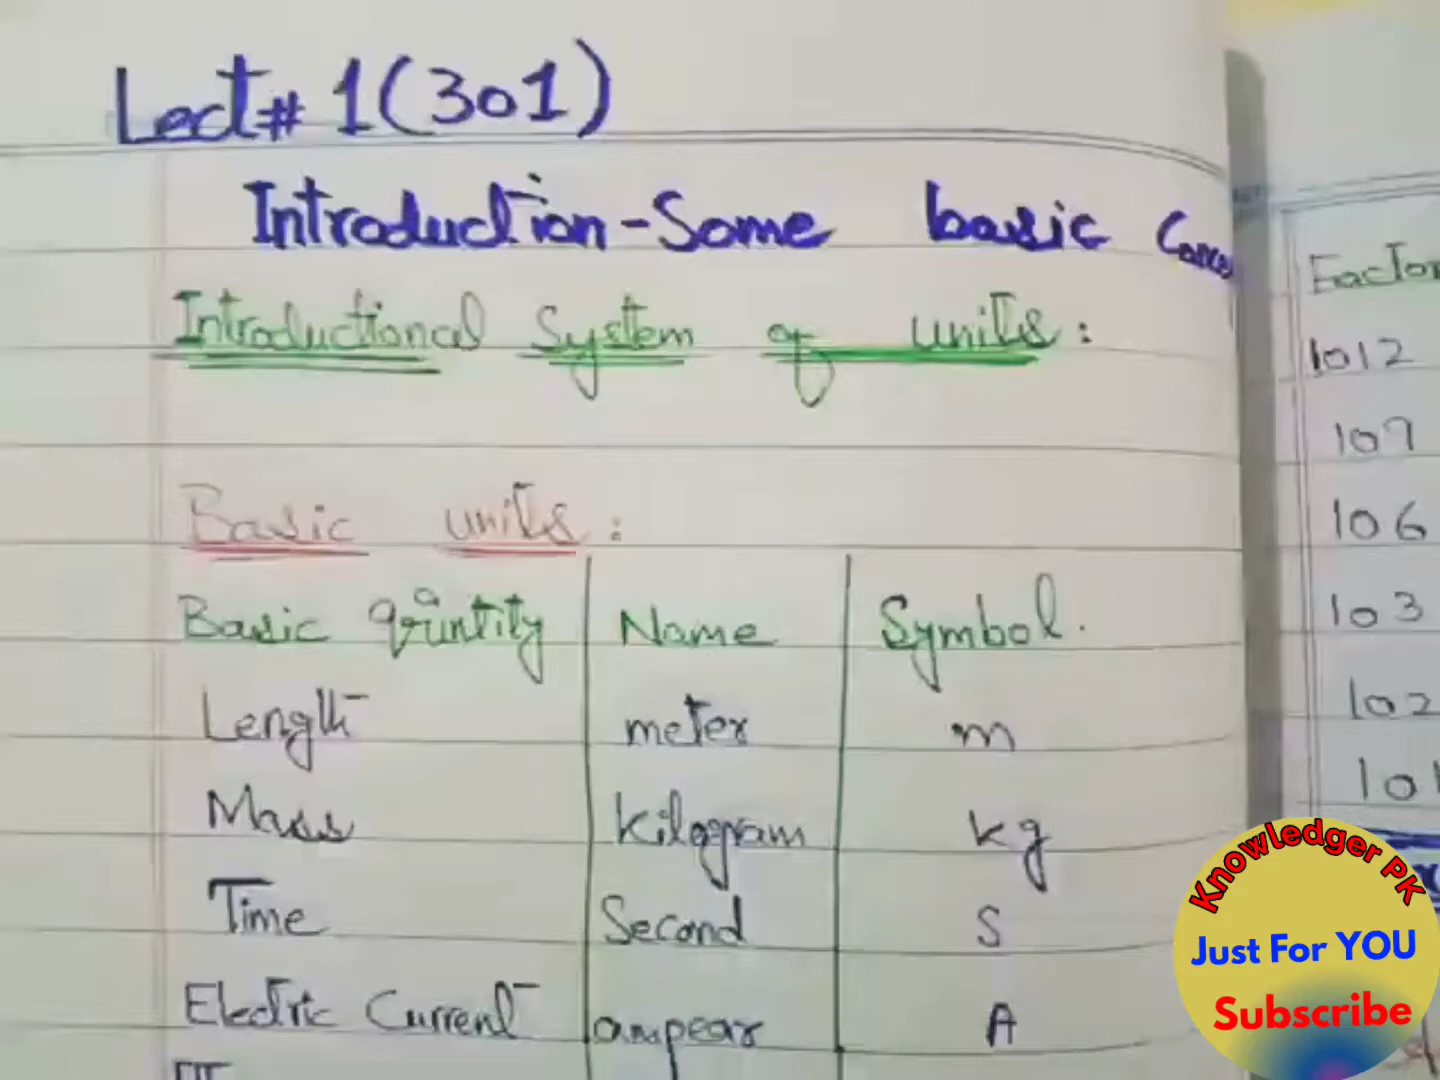 Lect# 1(301)
Introduction - Some basic
Introductional System of units:
Basic units:
Basic quantity Name Symbol.
Length meter m
Mass kilogram kg
Time Second S
Electric Current ampear A
Factor
1012
109
106
103
102
101
Knowledger PK
Just For YOU
Subscribe